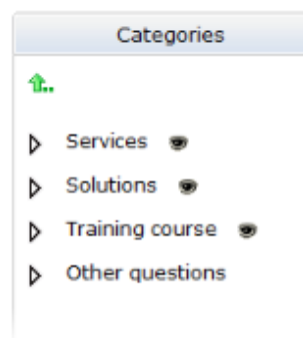 Categories
..
Services
Solutions
Training course
Other questions